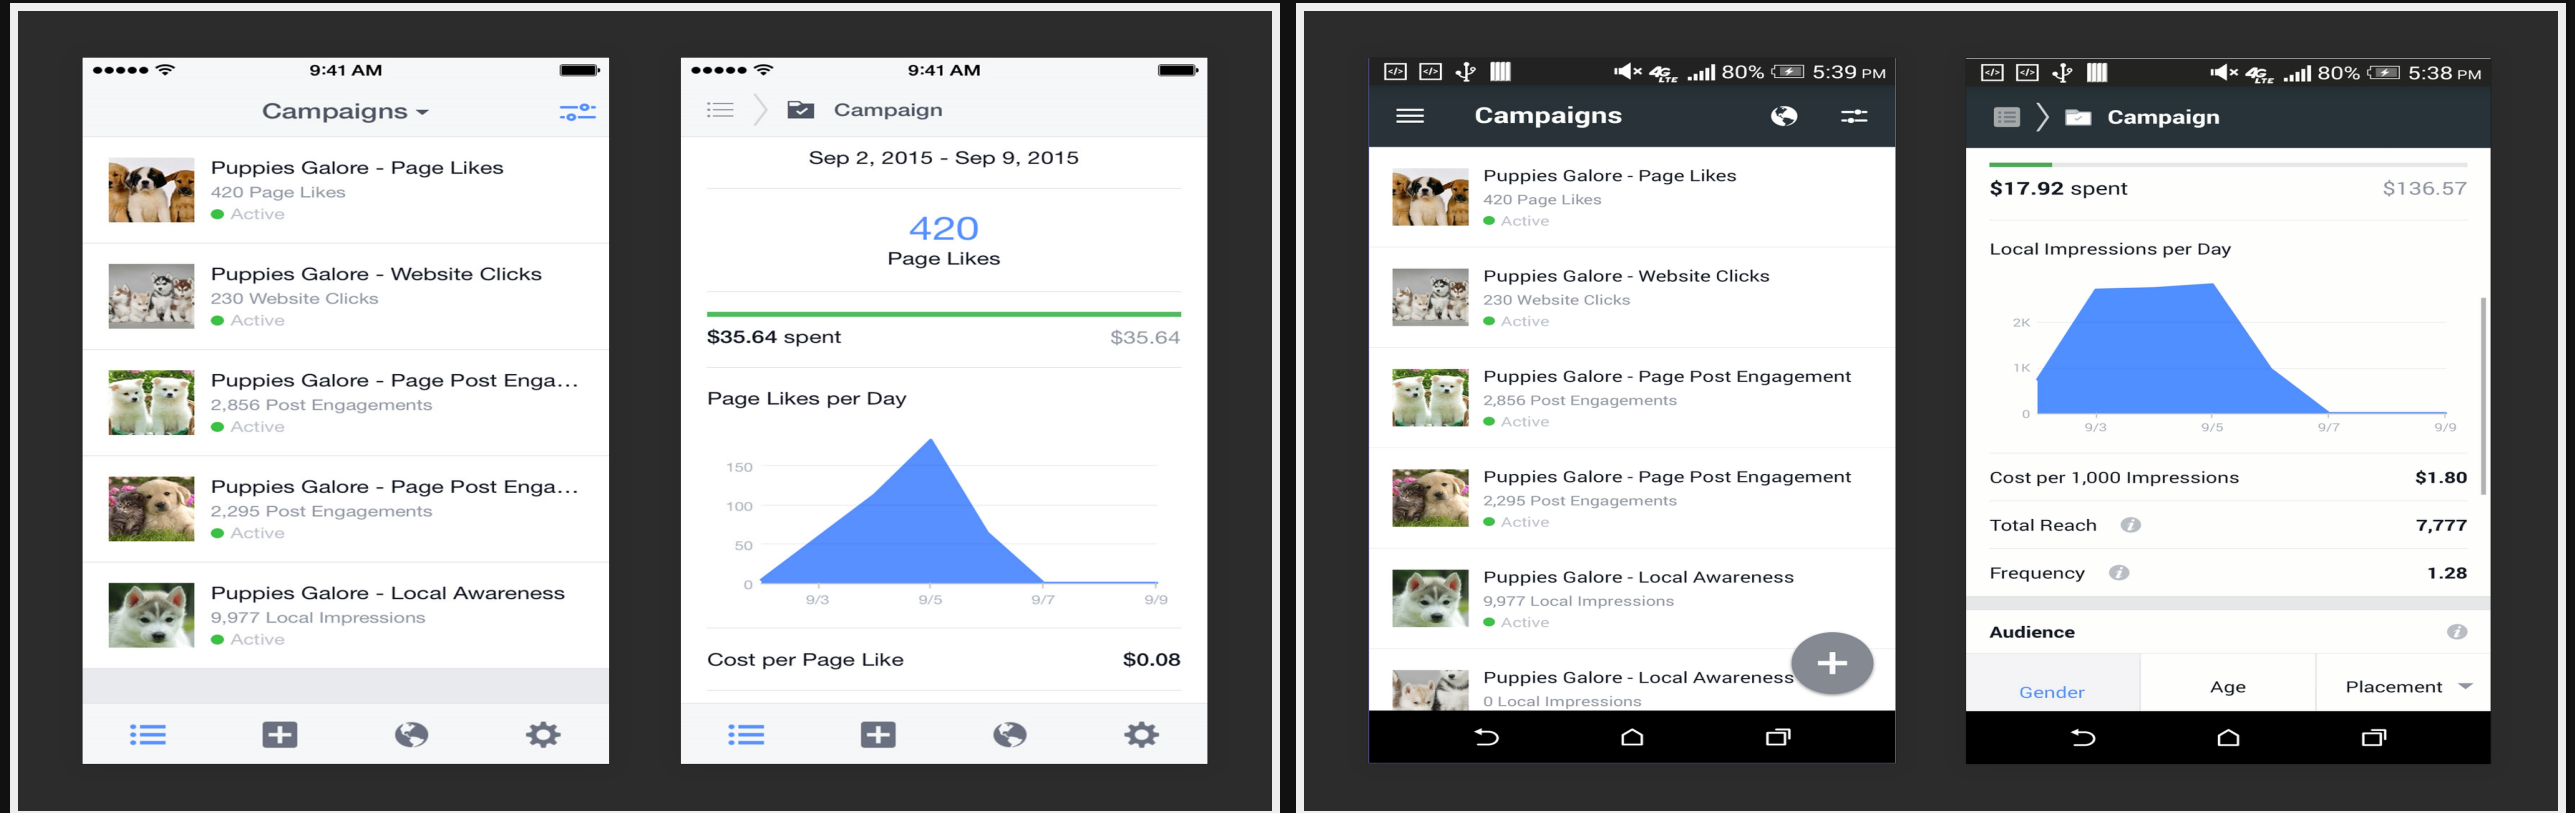 9:41 AM
Campaigns
Puppies Galore - Page Likes
420 Page Likes
Active
Puppies Galore - Website Clicks
230 Website Clicks
Active
Puppies Galore - Page Post Enga...
2,856 Post Engagements
Active
Puppies Galore - Page Post Enga...
2,295 Post Engagements
Active
Puppies Galore - Local Awareness
9,977 Local Impressions
Active
9:41 AM
Campaign
Sep 2, 2015 - Sep 9, 2015
420
Page Likes
$35.64 spent $35.64
Page Likes per Day
150
100
50
0
9/3 9/5 9/7 9/9
Cost per Page Like $0.08
4G LTE 80% 5:39 PM
Campaigns
Puppies Galore - Page Likes
420 Page Likes
Active
Puppies Galore - Website Clicks
230 Website Clicks
Active
Puppies Galore - Page Post Engagement
2,856 Post Engagements
Active
Puppies Galore - Page Post Engagement
2,295 Post Engagements
Active
Puppies Galore - Local Awareness
9,977 Local Impressions
Active
Puppies Galore - Local Awareness
0 Local Impressions
4G LTE 80% 5:38 PM
Campaign
$17.92 spent $136.57
Local Impressions per Day
2K
1K
0
9/3 9/5 9/7 9/9
Cost per 1,000 Impressions $1.80
Total Reach 7,777
Frequency 1.28
Audience
Gender Age Placement